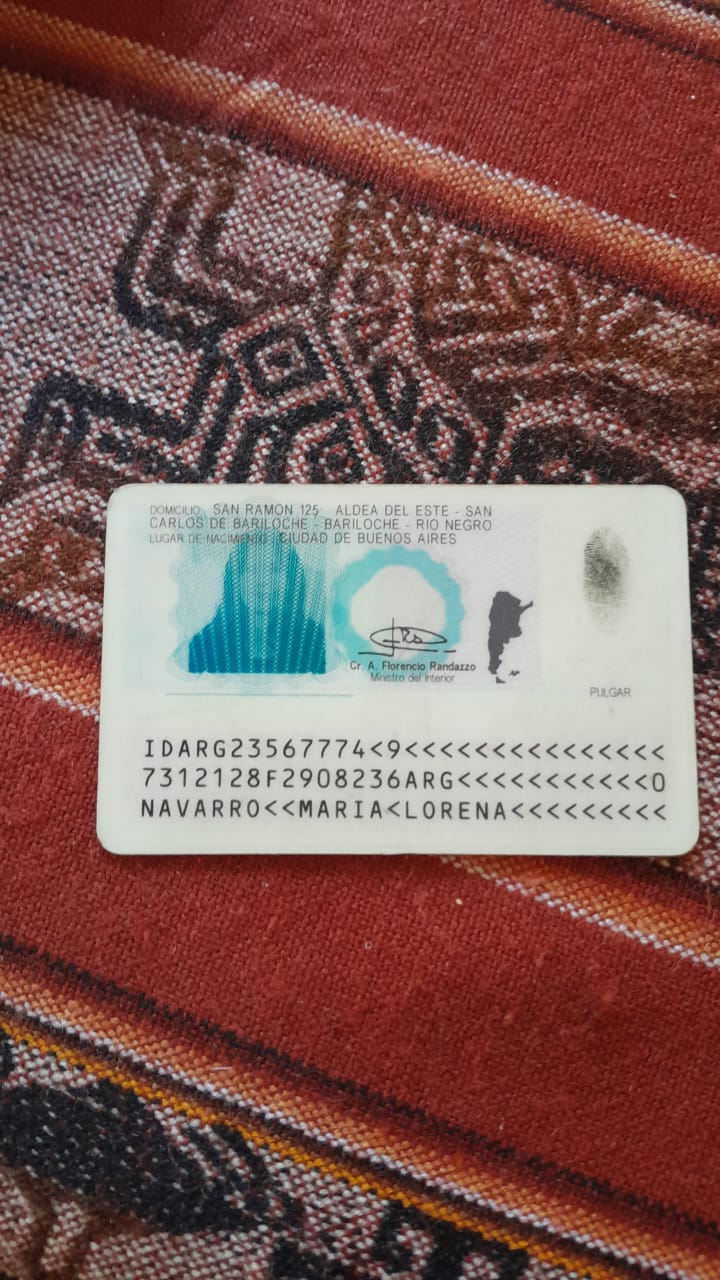 DOMICILIO: SAN RAMON 125 ALDEA DEL ESTE - SAN
CARLOS DE BARILOCHE - BARILOCHE - RIO NEGRO
LUGAR DE NACIMIENTO: CIUDAD DE BUENOS AIRES
Cr. A. Florencio Randazzo
Ministro del Interior
PULGAR
IDARG23567774<9<<<<<<<<<<<<<<<
7312128F2908236ARG<<<<<<<<<<<0
NAVARRO<<MARIA<LORENA<<<<<<<<<